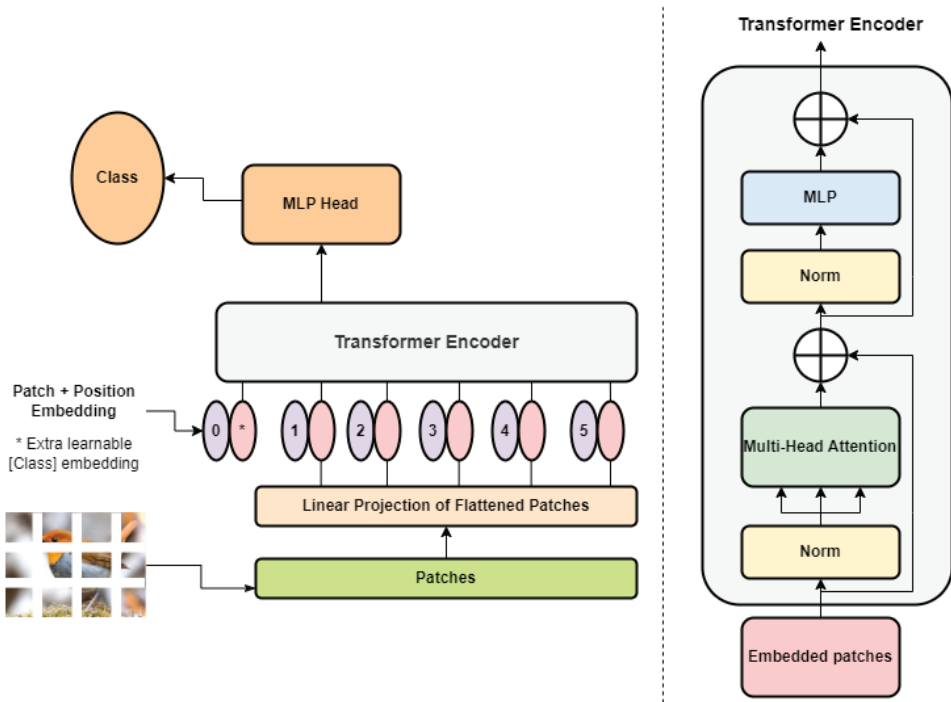 Transformer Encoder
Class
MLP Head
Transformer Encoder
Patch + Position
Embedding
* Extra learnable
[Class] embedding
0 * 1 2 3 4 5
Linear Projection of Flattened Patches
Patches
MLP
Norm
Multi-Head Attention
Norm
Embedded patches